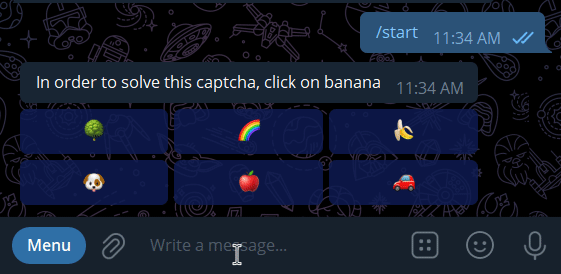 /start 11:34 AM
In order to solve this captcha, click on banana 11:34 AM
Menu Write a message...